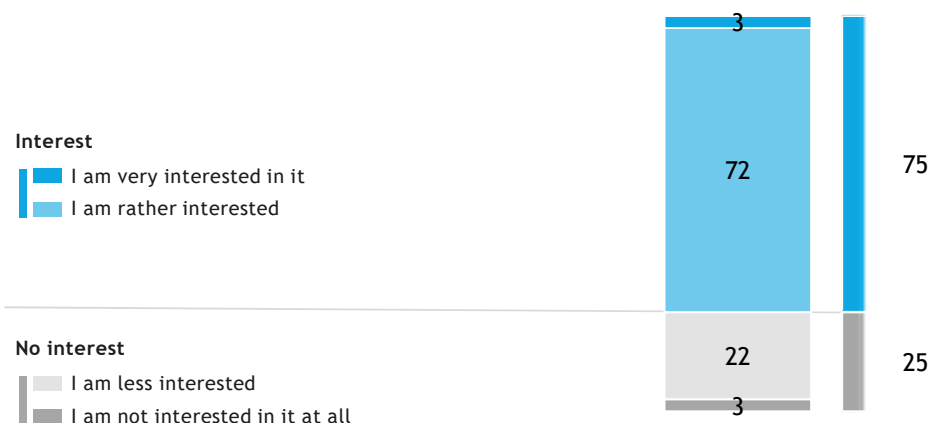 3
Interest
I am very interested in it
72
75
I am rather interested
No interest
22
25
I am less interested
3
I am not interested in it at all